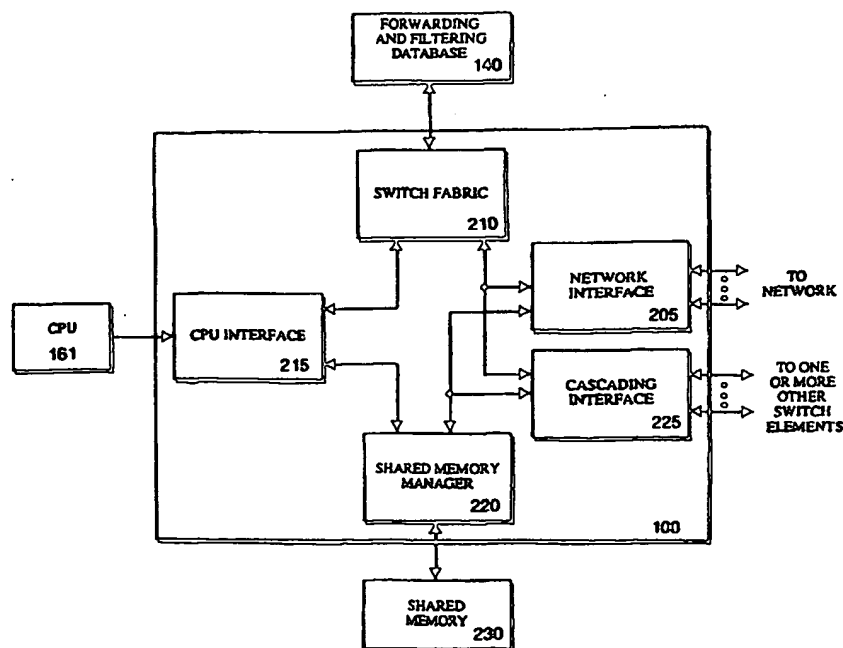 FORWARDING
AND FILTERING
DATABASE
140
SWITCH FABRIC
210
NETWORK
INTERFACE
205
TO
NETWORK
CPU
161
CPU INTERFACE
215
CASCADING
INTERFACE
225
TO ONE
OR MORE
OTHER
SWITCH
ELEMENTS
SHARED MEMORY
MANAGER
220
100
SHARED
MEMORY
230